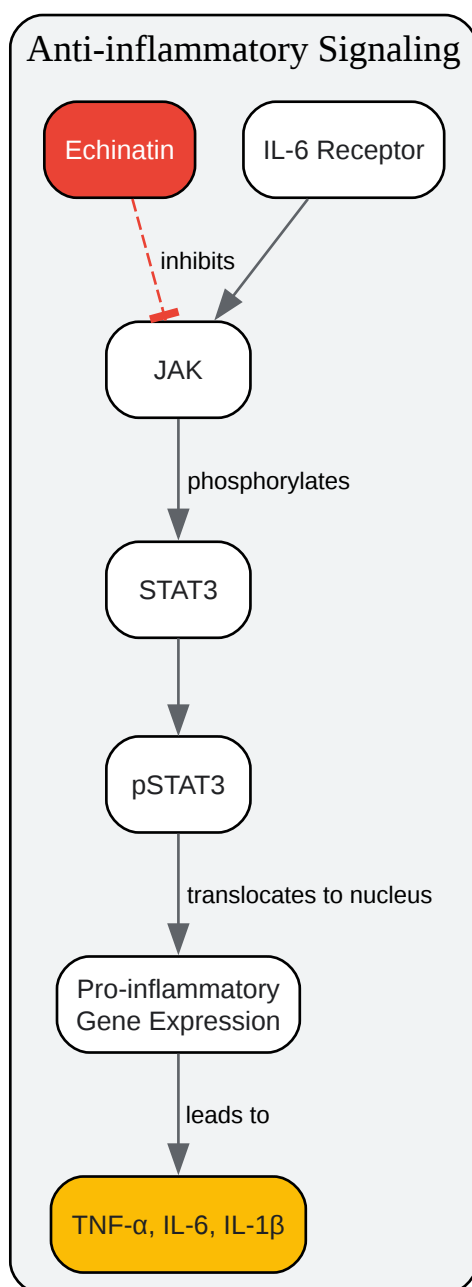 Anti-inflammatory Signaling
Echinatin
IL-6 Receptor
inhibits
JAK
phosphorylates
STAT3
pSTAT3
translocates to nucleus
Pro-inflammatory
Gene Expression
leads to
TNF-α, IL-6, IL-1β